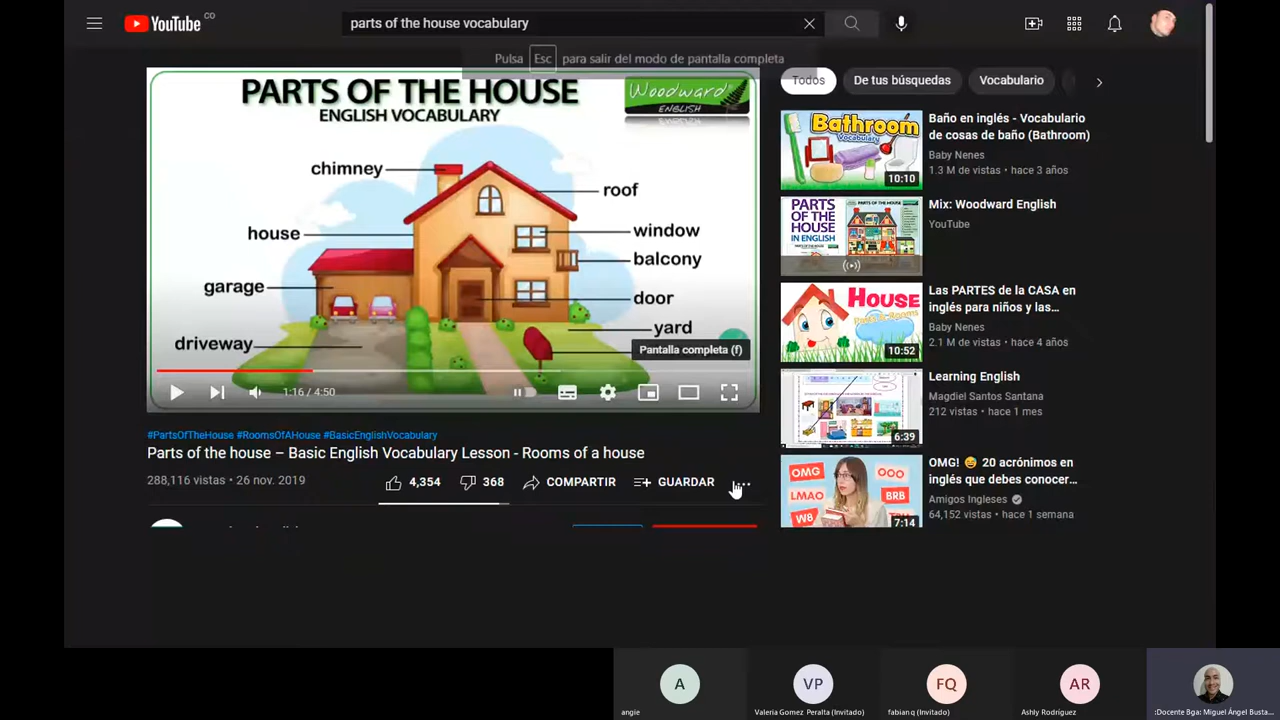 YouTube CO
parts of the house vocabulary
Pulsa Esc para salir del modo de pantalla completa
PARTS OF THE HOUSE
ENGLISH VOCABULARY
Woodward®
ENGLISH
chimney
roof
house
window
balcony
garage
door
yard
driveway
Pantalla completa (f)
1:16 / 4:50
#PartsOfTheHouse #RoomsOfAHouse #BasicEnglishVocabulary
Parts of the house – Basic English Vocabulary Lesson - Rooms of a house
288,116 vistas • 26 nov. 2019
4,354
368
COMPARTIR
GUARDAR
Todos
De tus búsquedas
Vocabulario
Bathroom
Vocabulary
10:10
Baño en inglés - Vocabulario
de cosas de baño (Bathroom)
Baby Nenes
1.3 M de vistas • hace 3 años
PARTS
OF THE
HOUSE
IN ENGLISH
PARTS OF THE HOUSE
Mix: Woodward English
YouTube
HOUSE
Parts & Rooms
10:52
Las PARTES de la CASA en
inglés para niños y las...
Baby Nenes
2.1 M de vistas • hace 4 años
6:39
Learning English
Magdiel Santos Santana
212 vistas • hace 1 mes
OMG
OOO
LMAO
BRB
W8
7:14
OMG! 😅 20 acrónimos en
inglés que debes conocer...
Amigos Ingleses
64,152 vistas • hace 1 semana
A
angie
VP
Valeria Gomez Peralta (Invitado)
FQ
fabian q (Invitado)
AR
Ashly Rodriguez
:Docente Bga: Miguel Ángel Busta...